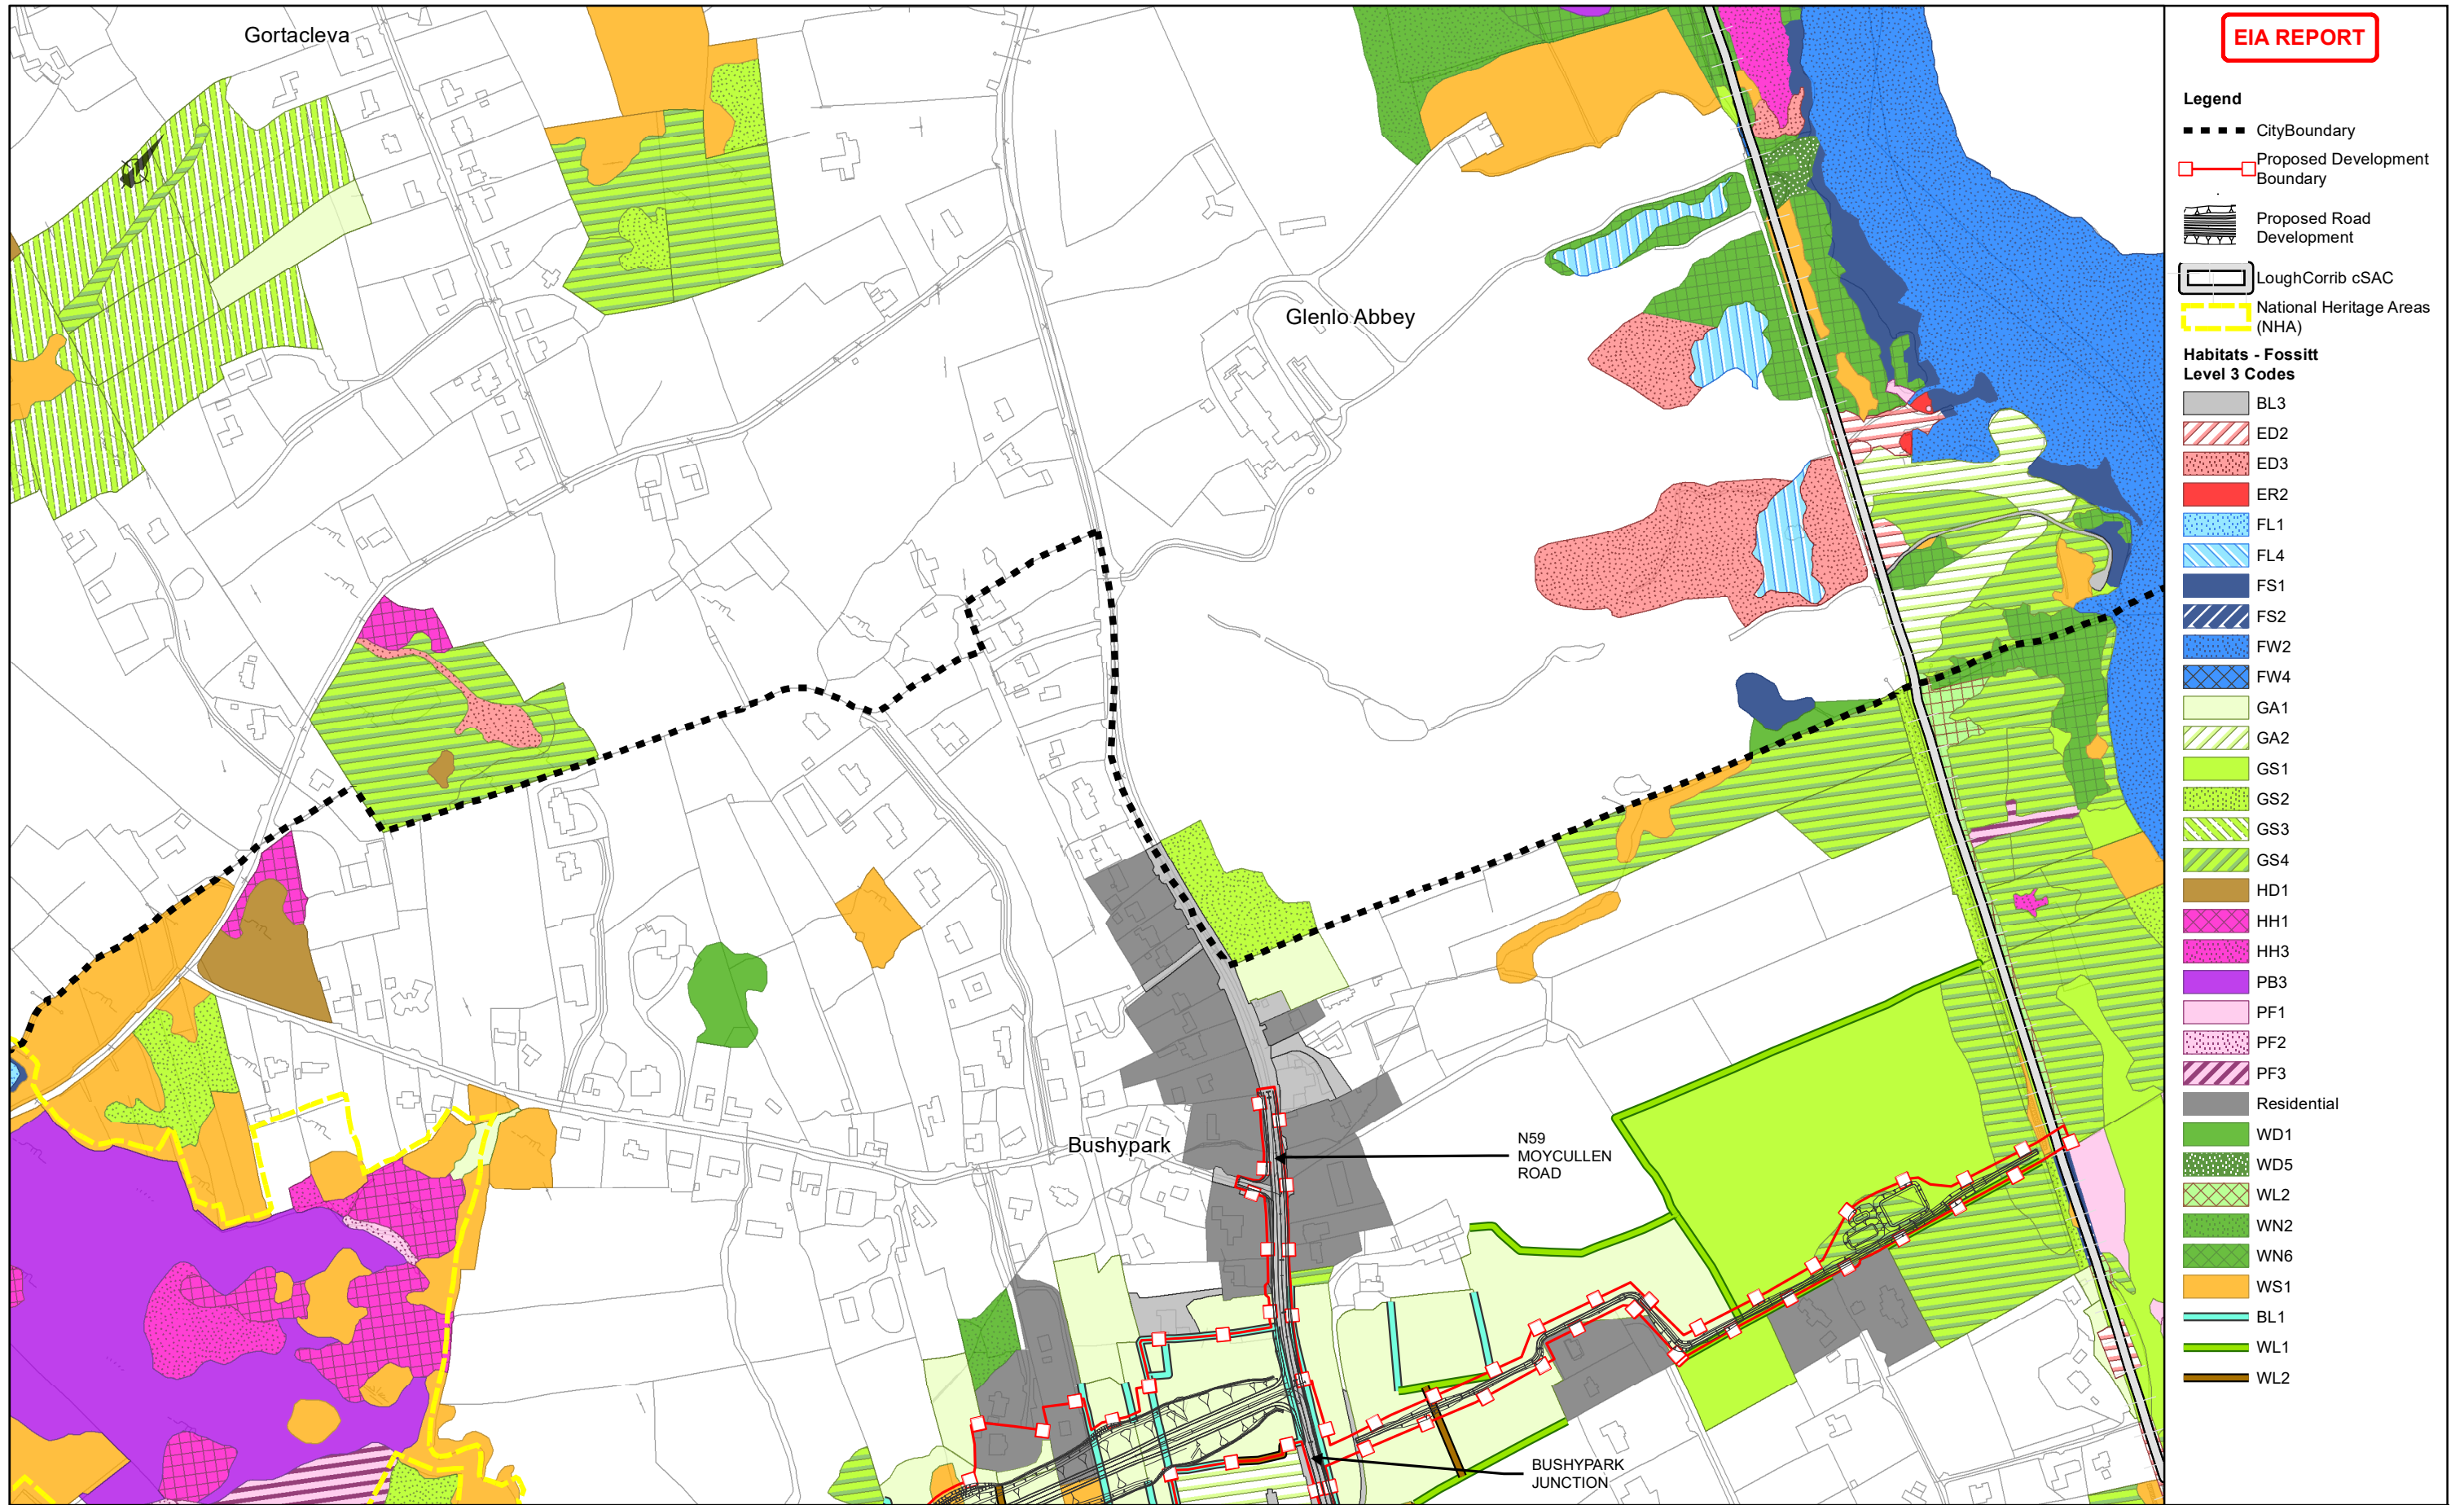 Gortacleva
Glenlo Abbey
Bushypark
N59
MOYCULLEN
ROAD
BUSHYPARK
JUNCTION
EIA REPORT
Legend
CityBoundary
Proposed Development
Boundary
Proposed Road
Development
LoughCorrib cSAC
National Heritage Areas
(NHA)
Habitats - Fossitt
Level 3 Codes
BL3
ED2
ED3
ER2
FL1
FL4
FS1
FS2
FW2
FW4
GA1
GA2
GS1
GS2
GS3
GS4
HD1
HH1
HH3
PB3
PF1
PF2
PF3
Residential
WD1
WD5
WL2
WN2
WN6
WS1
BL1
WL1
WL2